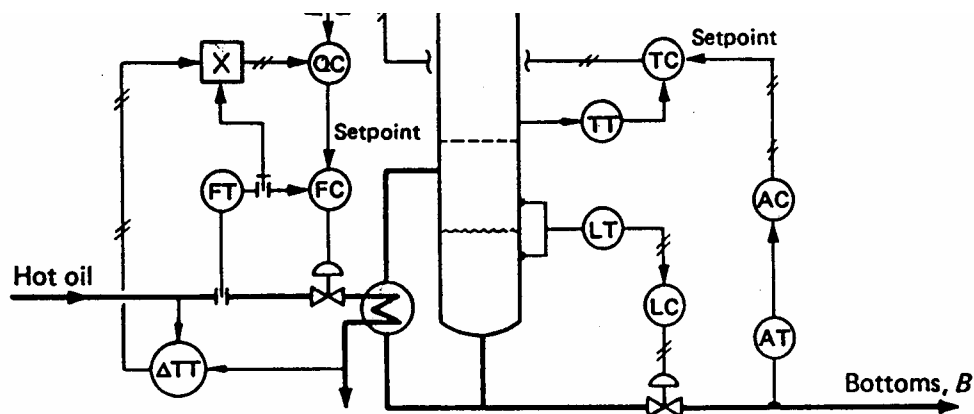 Setpoint
X
QC
TC
TT
Setpoint
FT
FC
AC
LT
Hot oil
LC
AT
ΔTT
Bottoms, B